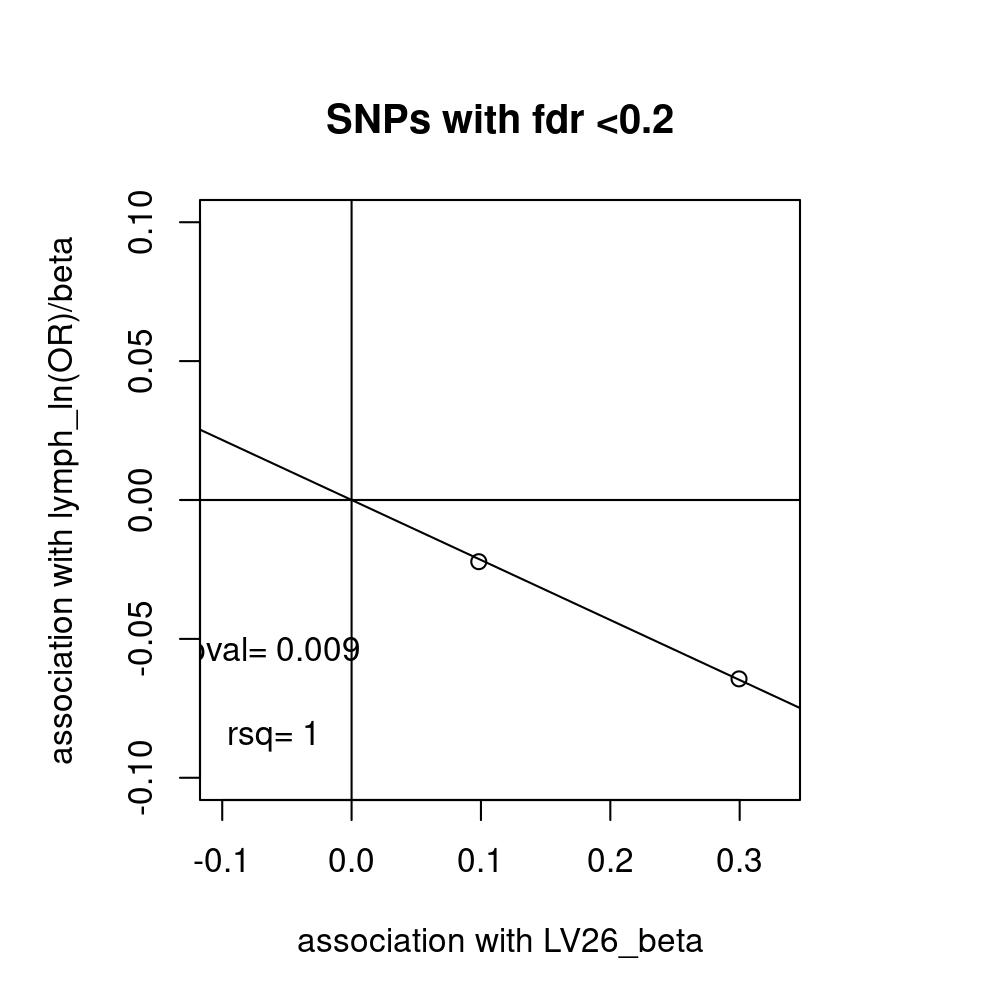 SNPs with fdr <0.2
association with lymph_ln(OR)/beta
0.10
0.05
0.00
-0.05
-0.10
pval= 0.009
rsq= 1
-0.1 0.0 0.1 0.2 0.3
association with LV26_beta